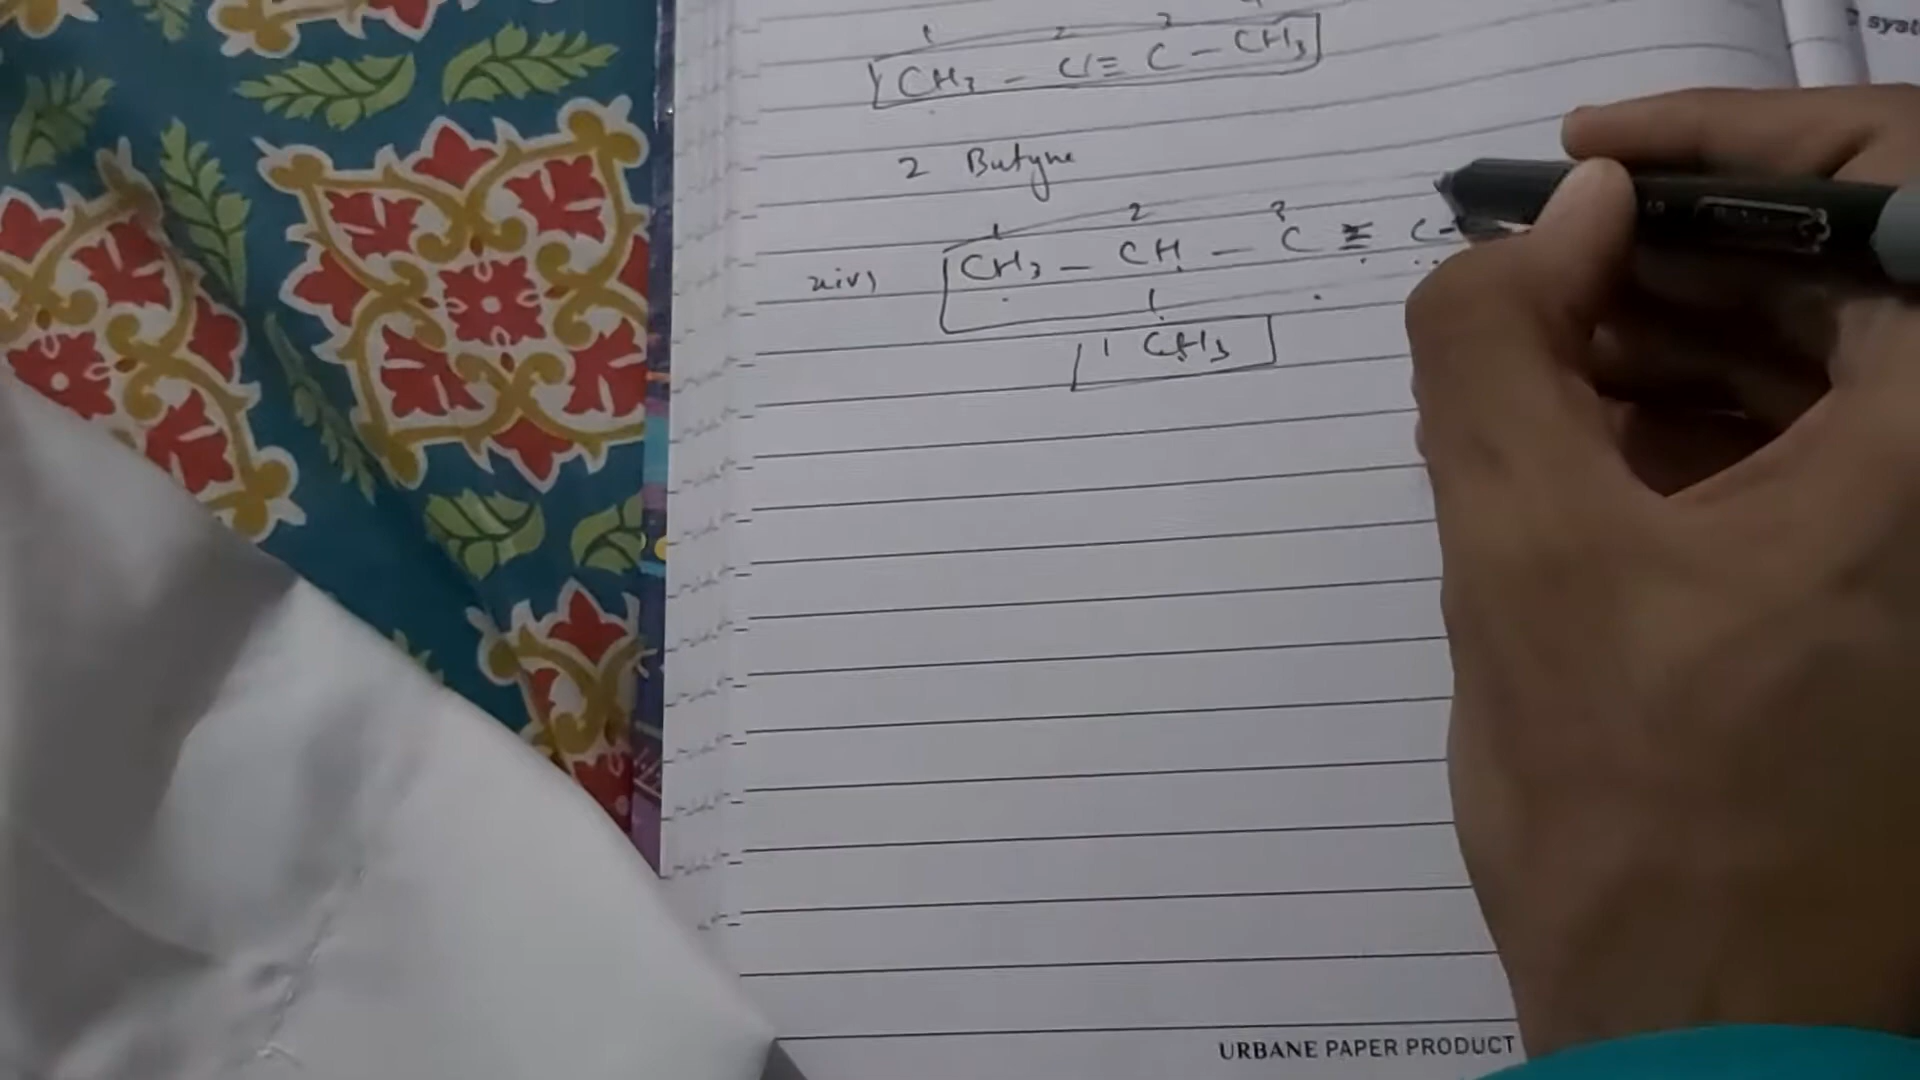 1 2 3
CH3 - C ≡ C - CH3
syst
2 Butyne
1 2 3
xiv) CH3 - CH - C ≡ C -
|
1 CH3
URBANE PAPER PRODUCT